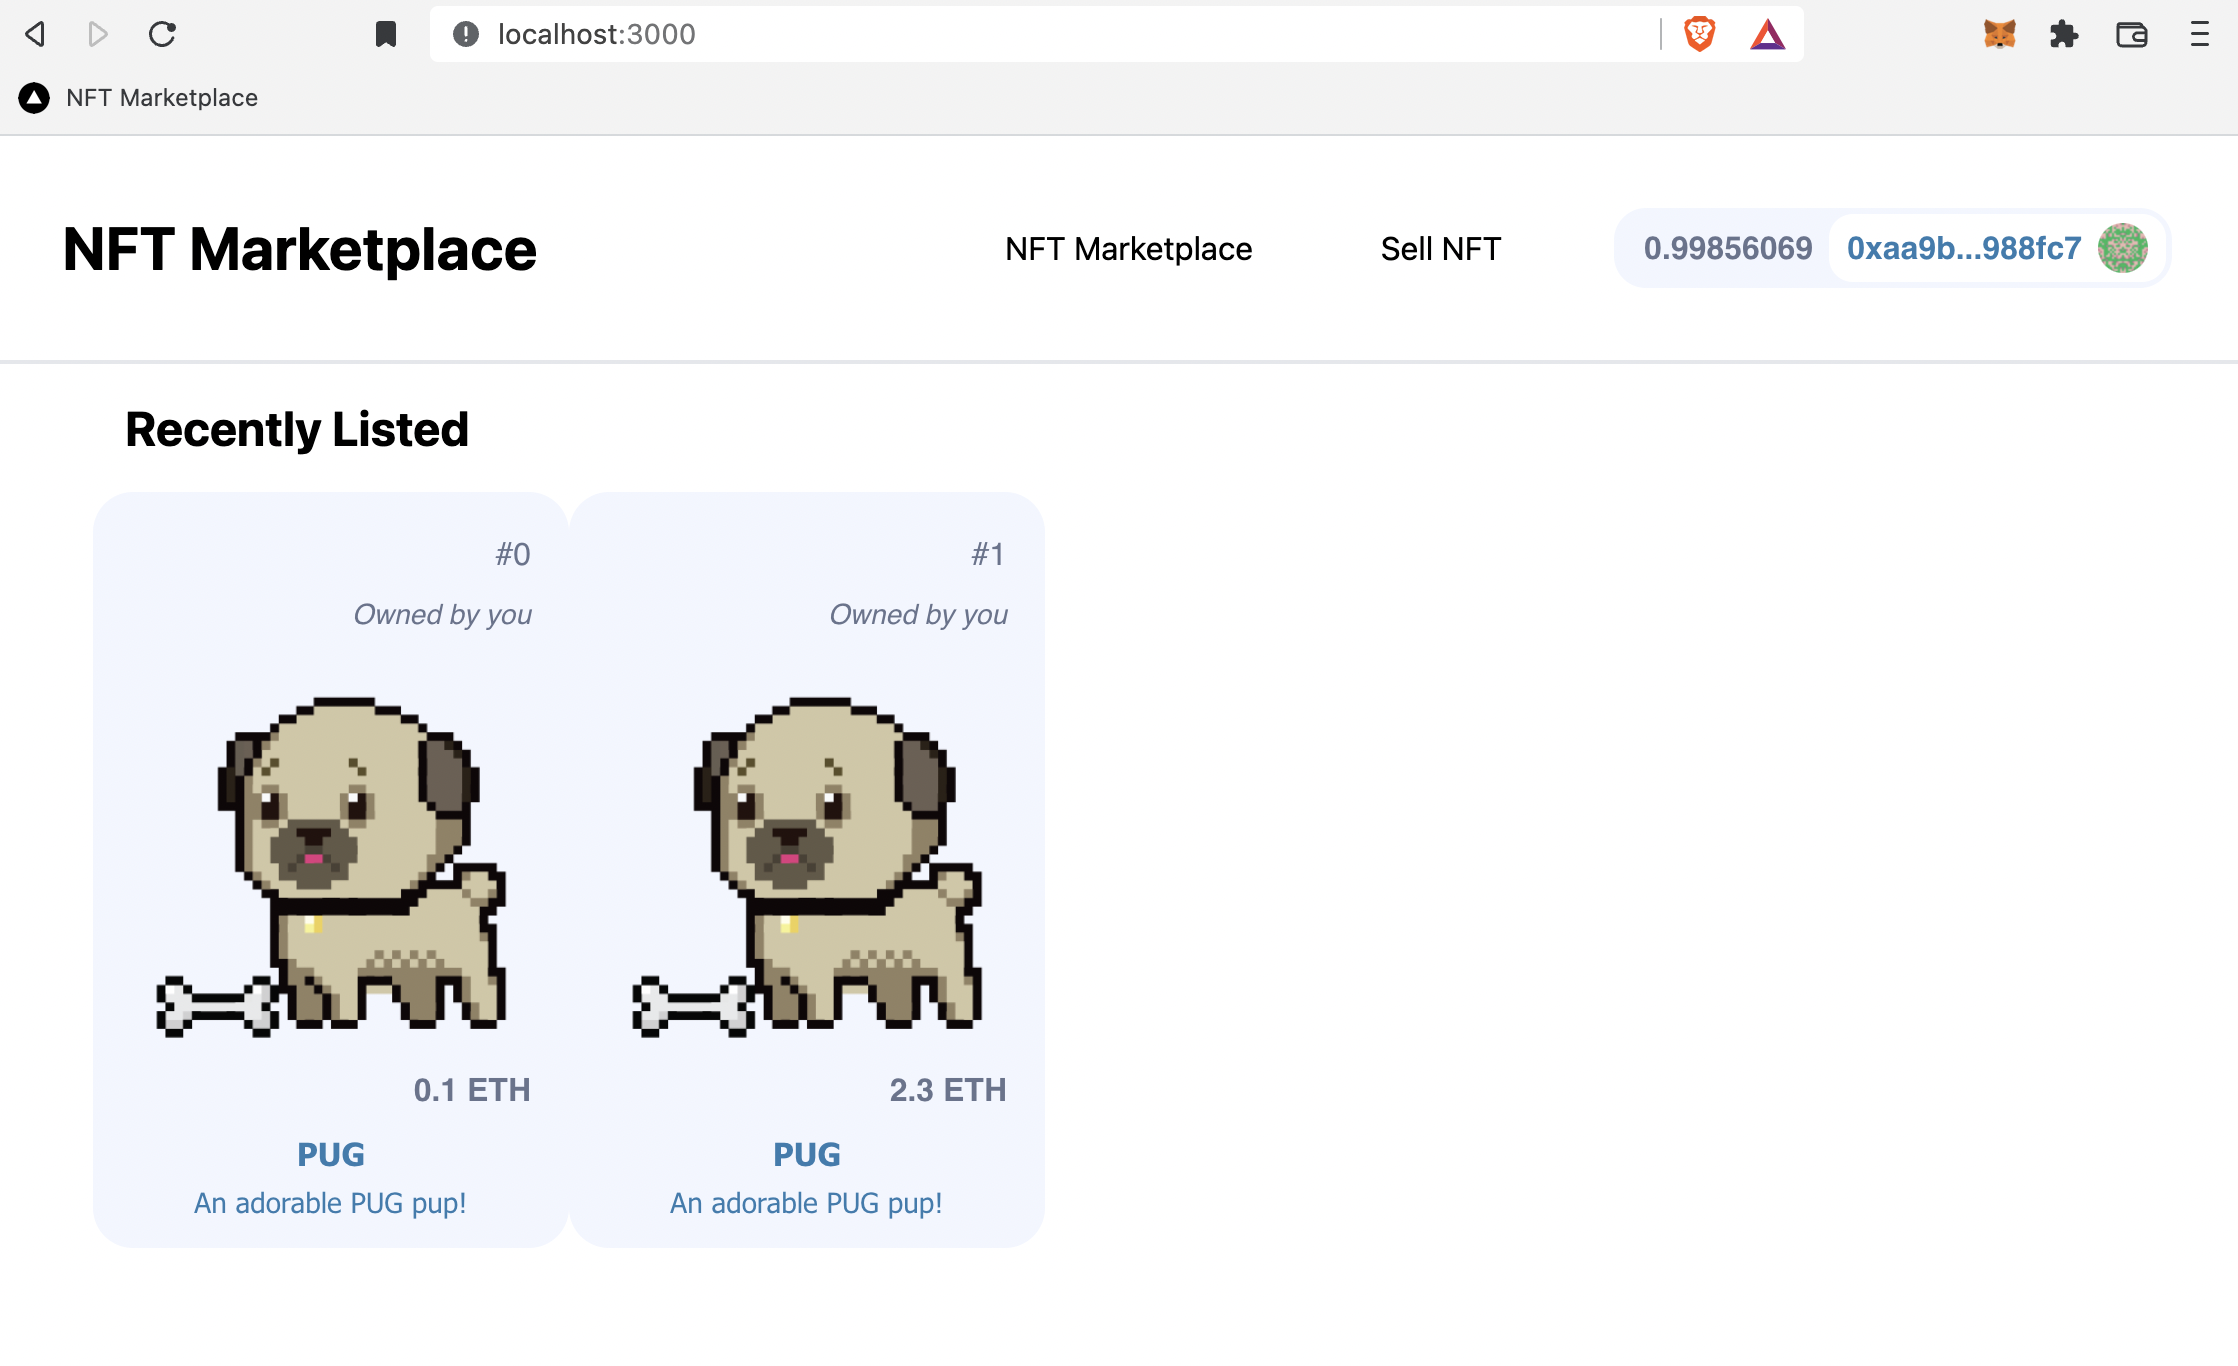 localhost:3000
NFT Marketplace
NFT Marketplace
NFT Marketplace
Sell NFT
0.99856069
0xaa9b...988fc7
Recently Listed
#0
Owned by you
0.1 ETH
PUG
An adorable PUG pup!
#1
Owned by you
2.3 ETH
PUG
An adorable PUG pup!